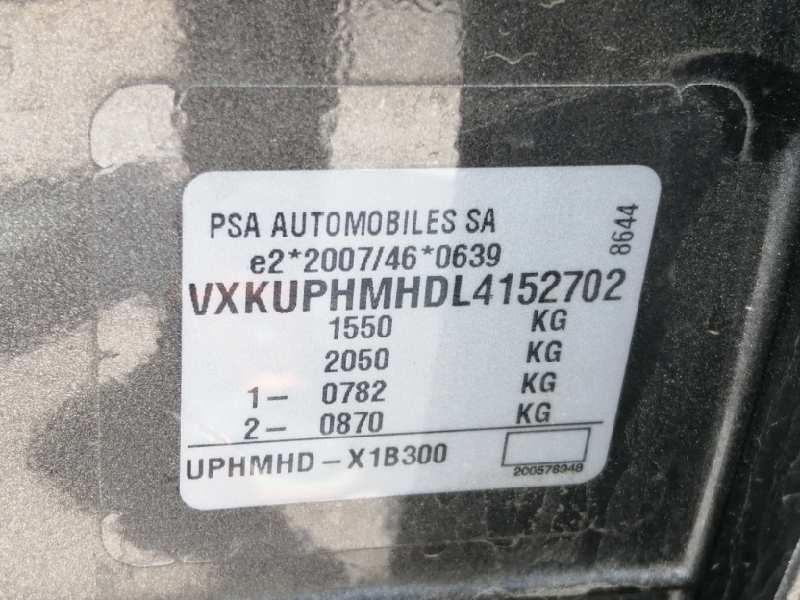 PSA AUTOMOBILES SA
8644
e2*2007/46*0639
VXKUPHMHDL4152702
1550 KG
2050 KG
1– 0782 KG
2– 0870 KG
UPHMHD –X1B300
200578948